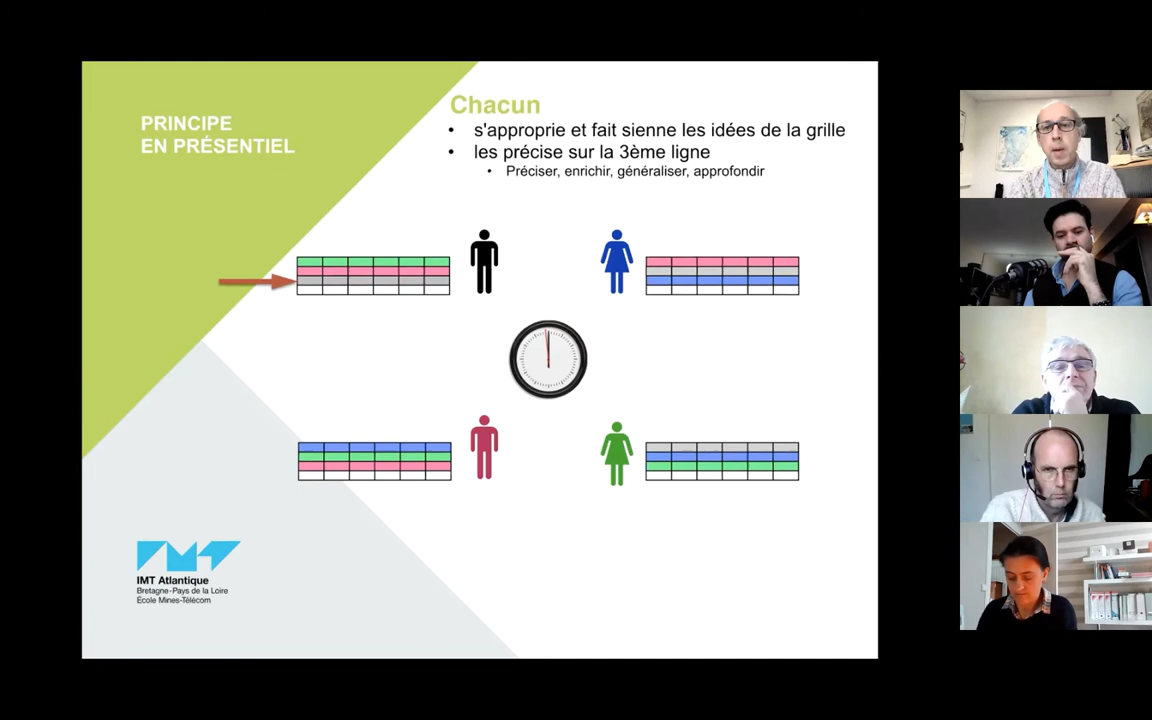 PRINCIPE
EN PRÉSENTIEL
Chacun
• s'approprie et fait sienne les idées de la grille
• les précise sur la 3ème ligne
• Préciser, enrichir, généraliser, approfondir
IMT Atlantique
Bretagne-Pays de la Loire
École Mines-Télécom